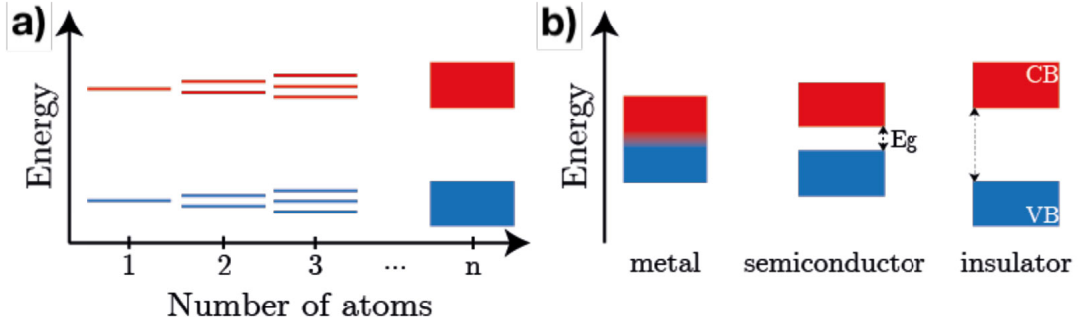 a)
Energy
1 2 3 ... n
Number of atoms
b)
Energy
CB
Eg
VB
metal semiconductor insulator